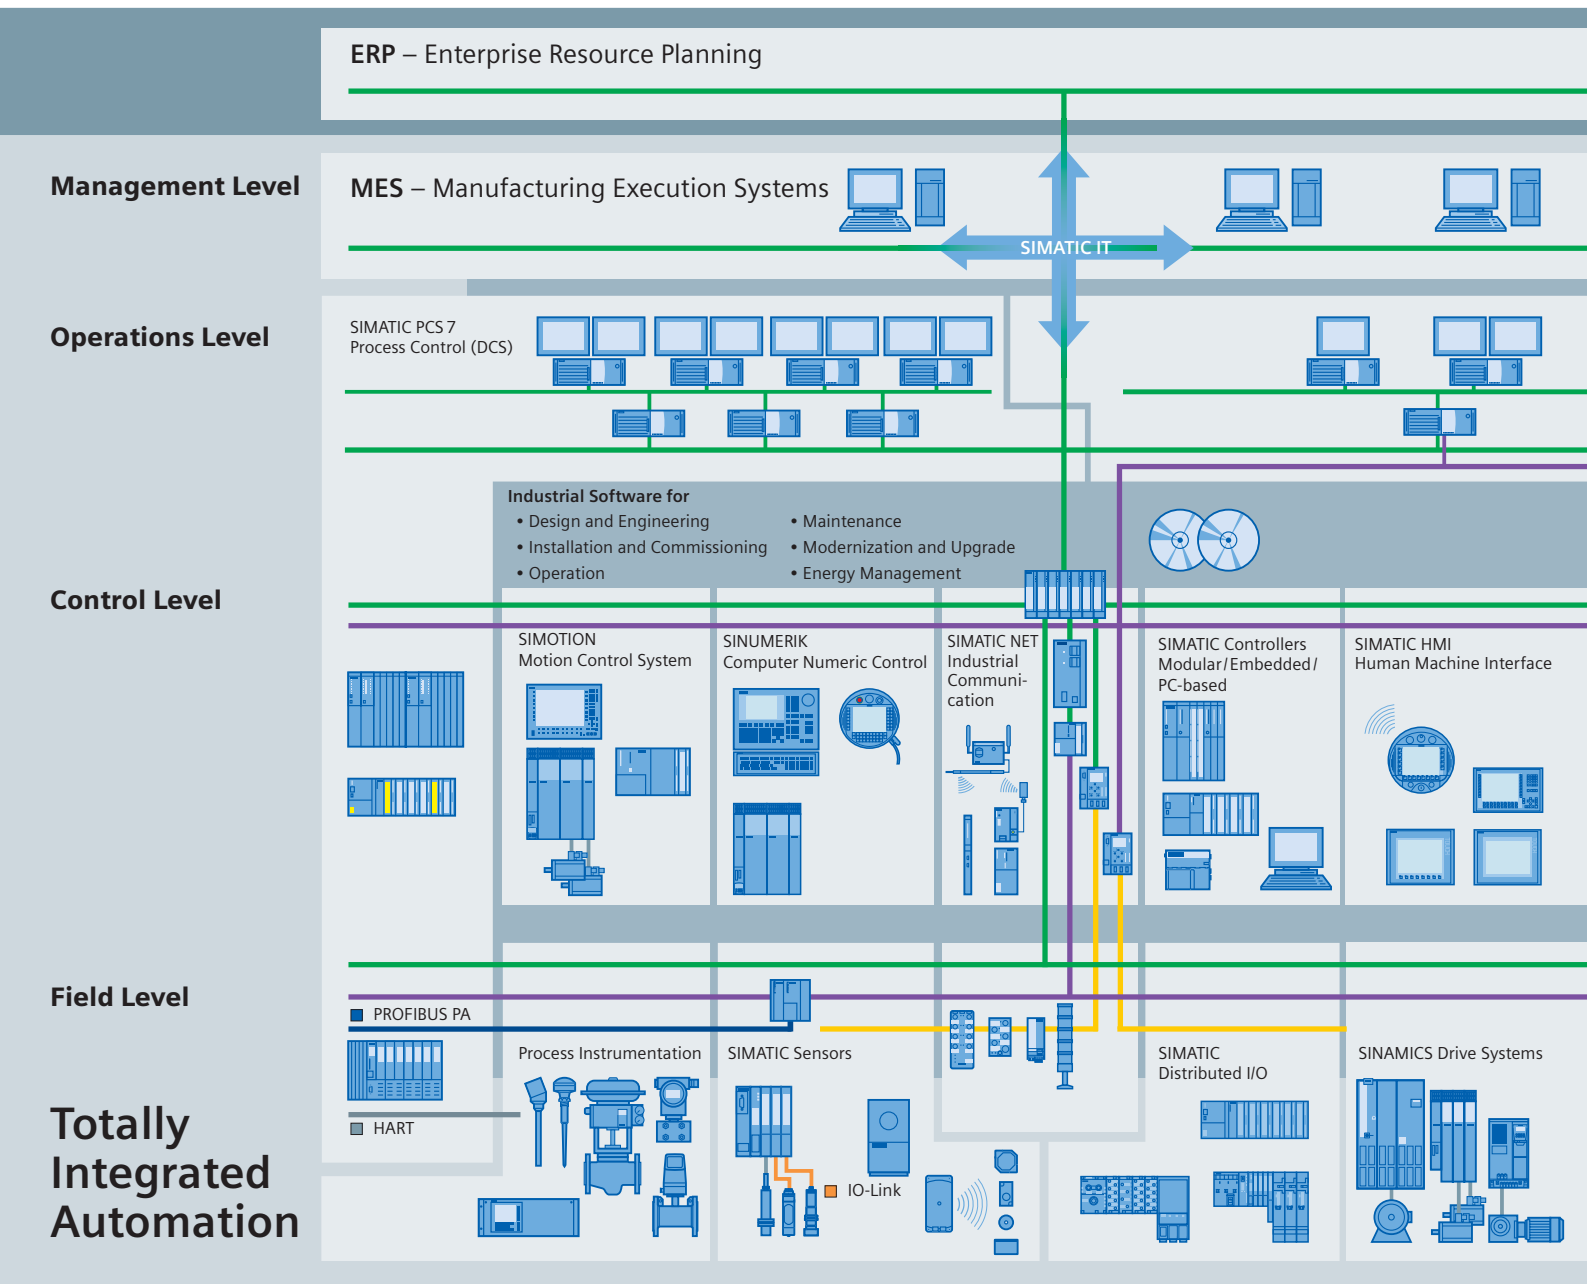 ERP – Enterprise Resource Planning
Management Level
MES – Manufacturing Execution Systems
SIMATIC IT
Operations Level
SIMATIC PCS 7
Process Control (DCS)
Industrial Software for
• Design and Engineering
• Installation and Commissioning
• Operation
• Maintenance
• Modernization and Upgrade
• Energy Management
Control Level
SIMOTION
Motion Control System
SINUMERIK
Computer Numeric Control
SIMATIC NET
Industrial
Communi-
cation
SIMATIC Controllers
Modular/Embedded/
PC-based
SIMATIC HMI
Human Machine Interface
Field Level
PROFIBUS PA
HART
Process Instrumentation
SIMATIC Sensors
IO-Link
SIMATIC
Distributed I/O
SINAMICS Drive Systems
Totally
Integrated
Automation